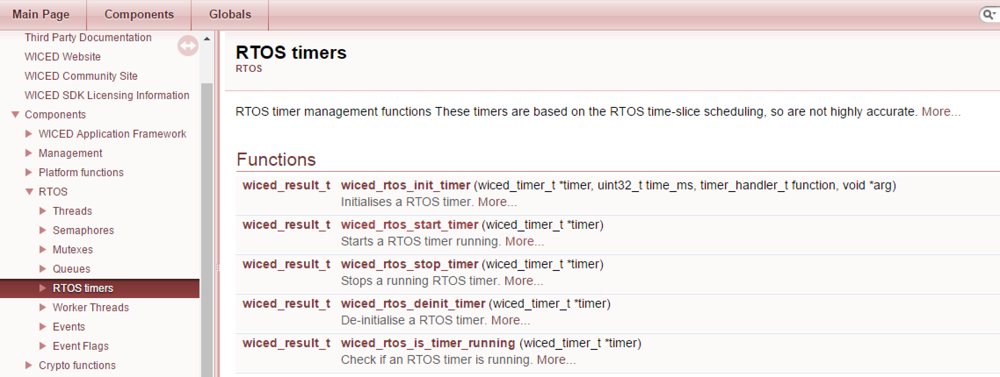 Main Page
Components
Globals
Third Party Documentation
WICED Website
WICED Community Site
WICED SDK Licensing Information
Components
WICED Application Framework
Management
Platform functions
RTOS
Threads
Semaphores
Mutexes
Queues
RTOS timers
Worker Threads
Events
Event Flags
Crypto functions
RTOS timers
RTOS
RTOS timer management functions These timers are based on the RTOS time-slice scheduling, so are not highly accurate. More...
Functions
wiced_result_t wiced_rtos_init_timer (wiced_timer_t *timer, uint32_t time_ms, timer_handler_t function, void *arg)
Initialises a RTOS timer. More...
wiced_result_t wiced_rtos_start_timer (wiced_timer_t *timer)
Starts a RTOS timer running. More...
wiced_result_t wiced_rtos_stop_timer (wiced_timer_t *timer)
Stops a running RTOS timer. More...
wiced_result_t wiced_rtos_deinit_timer (wiced_timer_t *timer)
De-initialise a RTOS timer. More...
wiced_result_t wiced_rtos_is_timer_running (wiced_timer_t *timer)
Check if an RTOS timer is running. More...